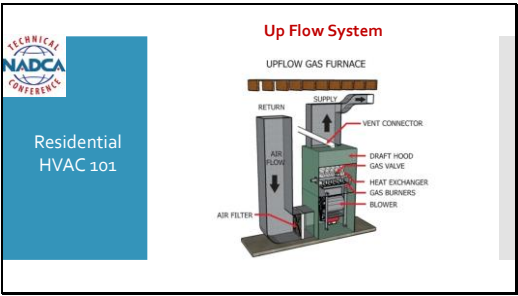 Up Flow System
TECHNICAL
NADCA
CONFERENCE
Residential
HVAC 101
UPFLOW GAS FURNACE
RETURN
SUPPLY
VENT CONNECTOR
AIR
FLOW
DRAFT HOOD
GAS VALVE
HEAT EXCHANGER
GAS BURNERS
BLOWER
AIR FILTER